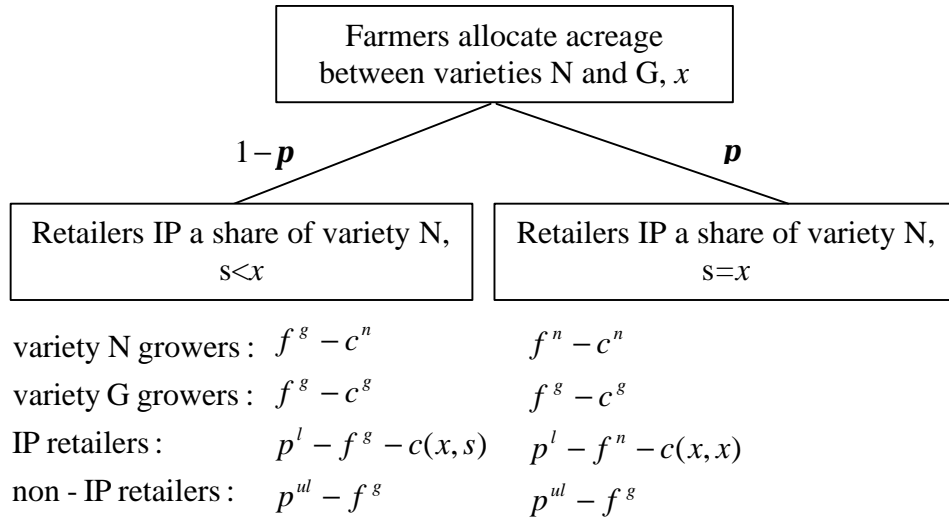 Farmers allocate acreage
between varieties N and G, x
1− p p
Retailers IP a share of variety N,
s<x
Retailers IP a share of variety N,
s=x
variety N growers : f^g − c^n f^n − c^n
variety G growers : f^g − c^g f^g − c^g
IP retailers : p^l − f^g − c(x, s) p^l − f^n − c(x, x)
non - IP retailers : p^ul − f^g p^ul − f^g